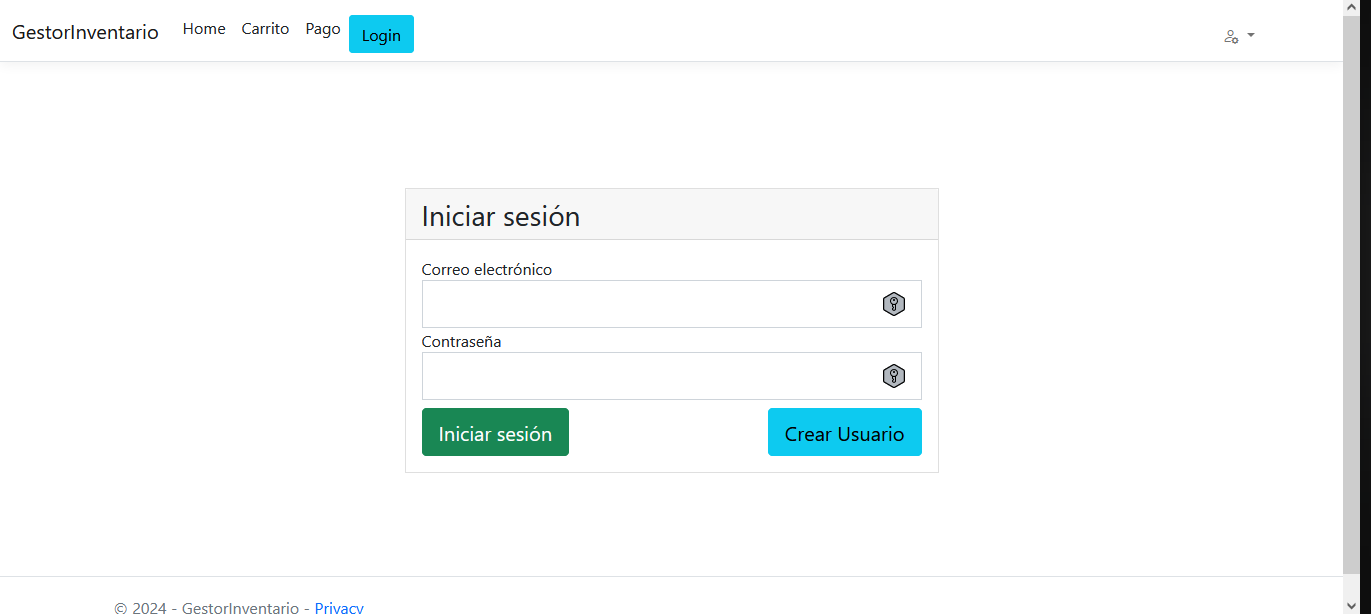 GestorInventario Home Carrito Pago Login
Iniciar sesión
Correo electrónico
Contraseña
Iniciar sesión Crear Usuario
© 2024 - GestorInventario - Privacy